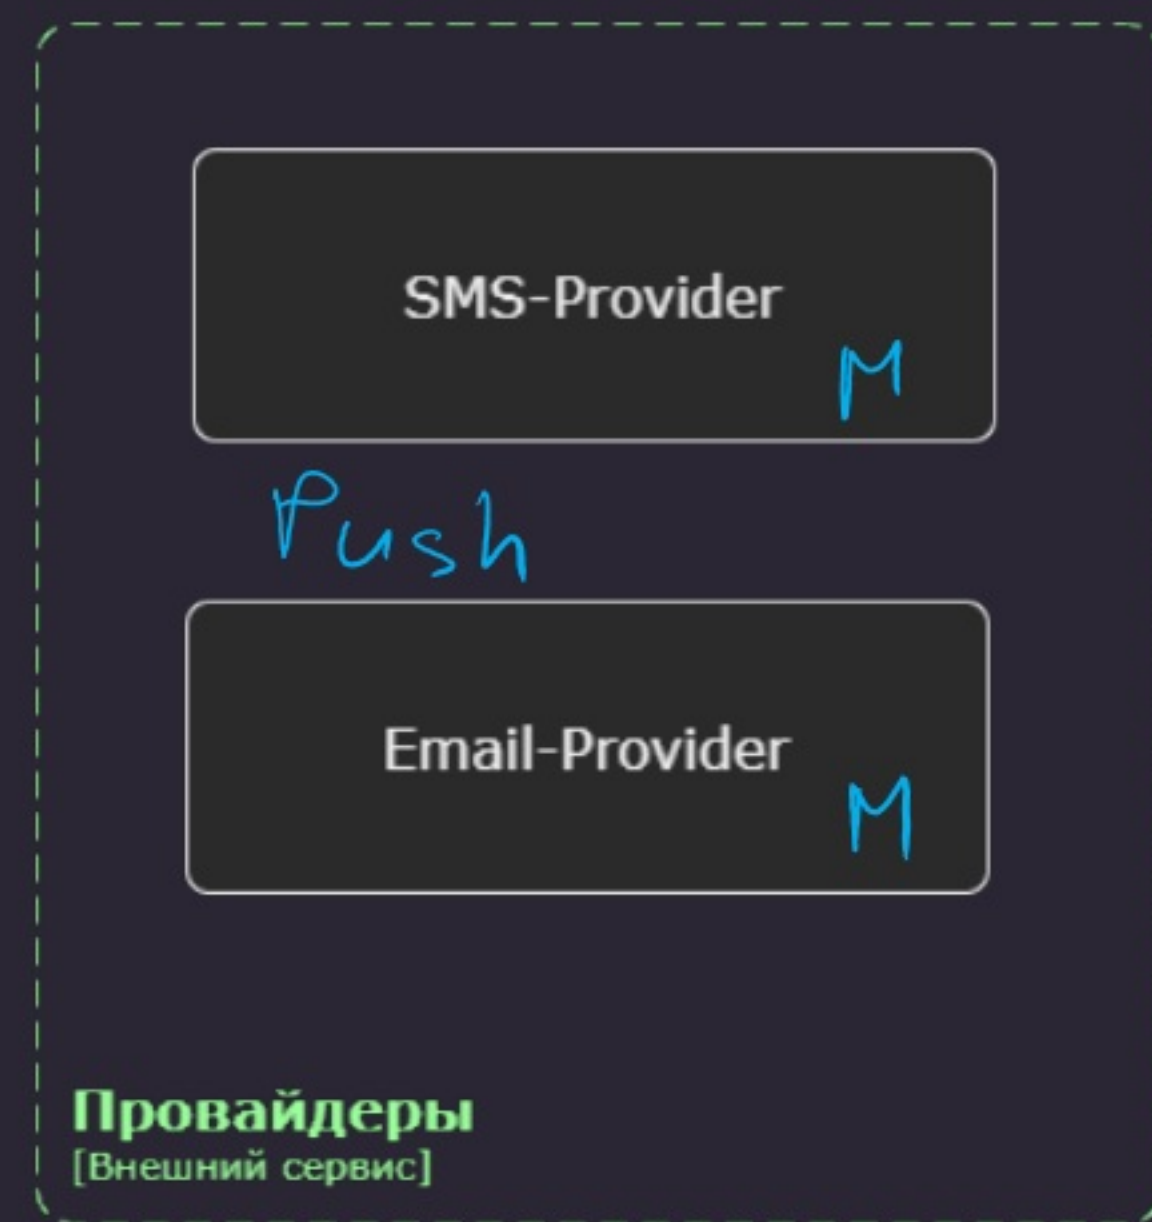 SMS-Provider
M
Push
Email-Provider
M
Провайдеры
[Внешний сервис]